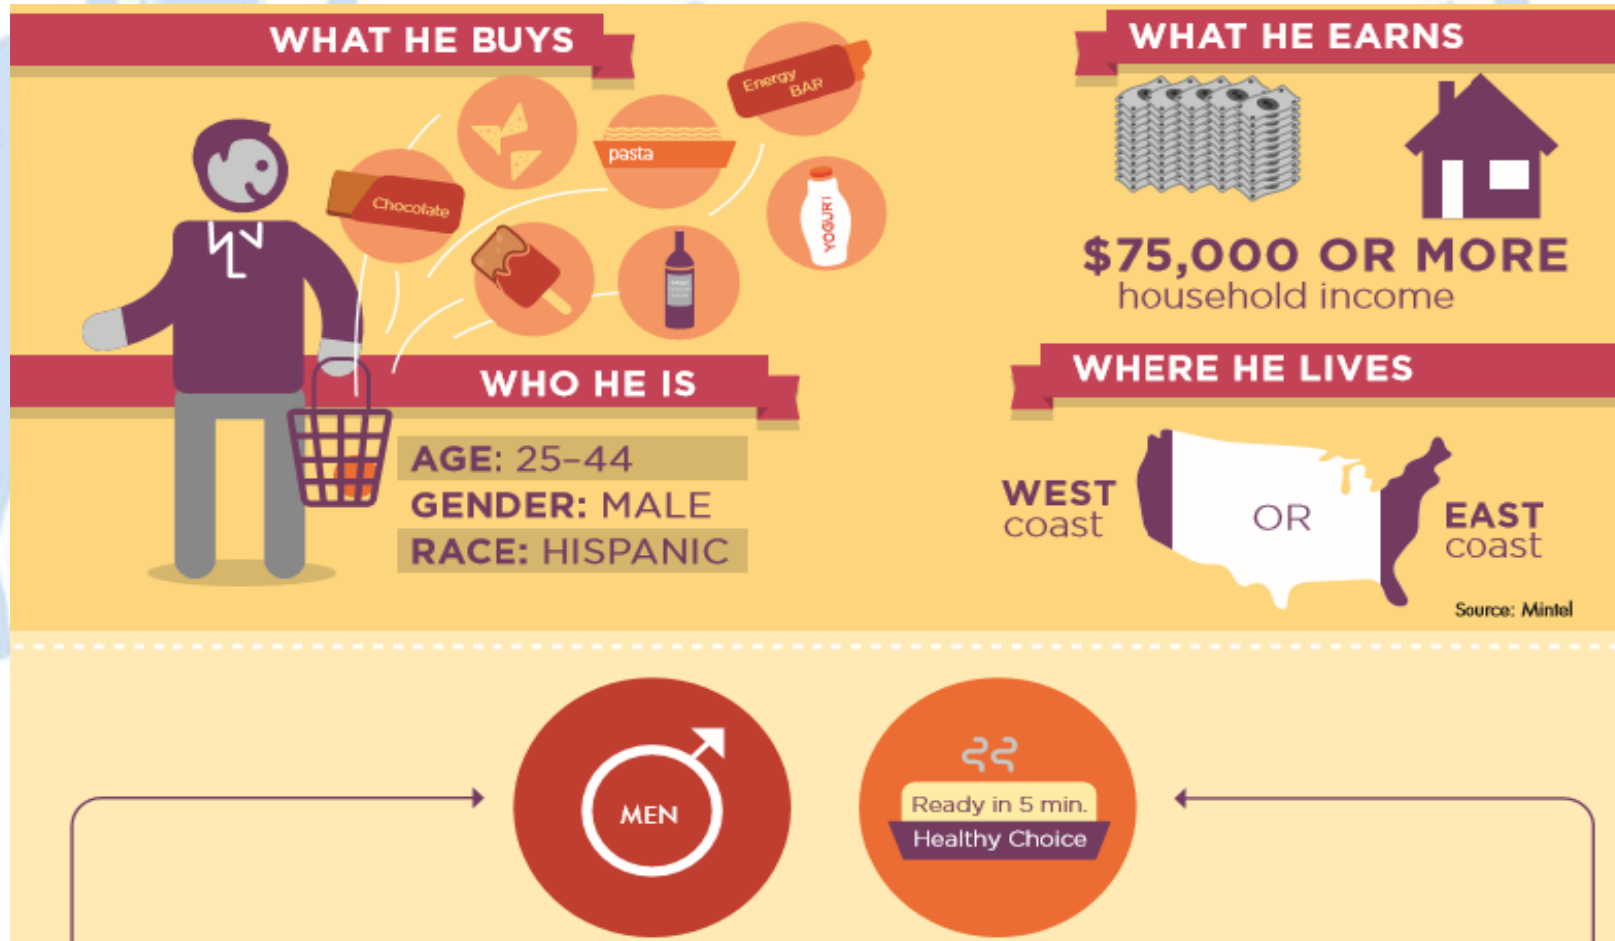 WHAT HE BUYS
Energy
BAR
pasta
Chocolate
YOGURT
WHO HE IS
AGE: 25–44
GENDER: MALE
RACE: HISPANIC
WHAT HE EARNS
$75,000 OR MORE
household income
WHERE HE LIVES
WEST
coast
OR
EAST
coast
Source: Mintel
MEN
Ready in 5 min.
Healthy Choice